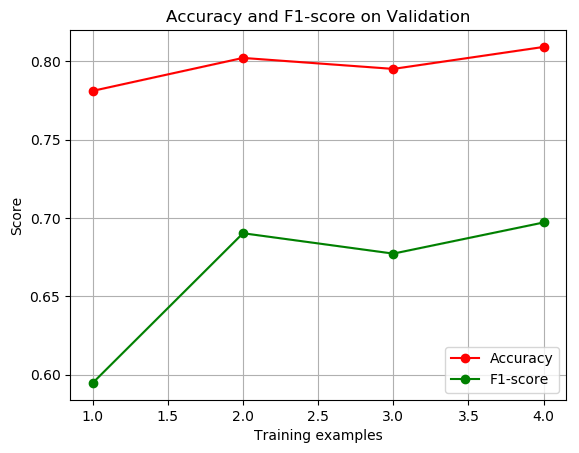 Accuracy and F1-score on Validation
Score
0.80
0.75
0.70
0.65
0.60
Accuracy
F1-score
1.0 1.5 2.0 2.5 3.0 3.5 4.0
Training examples